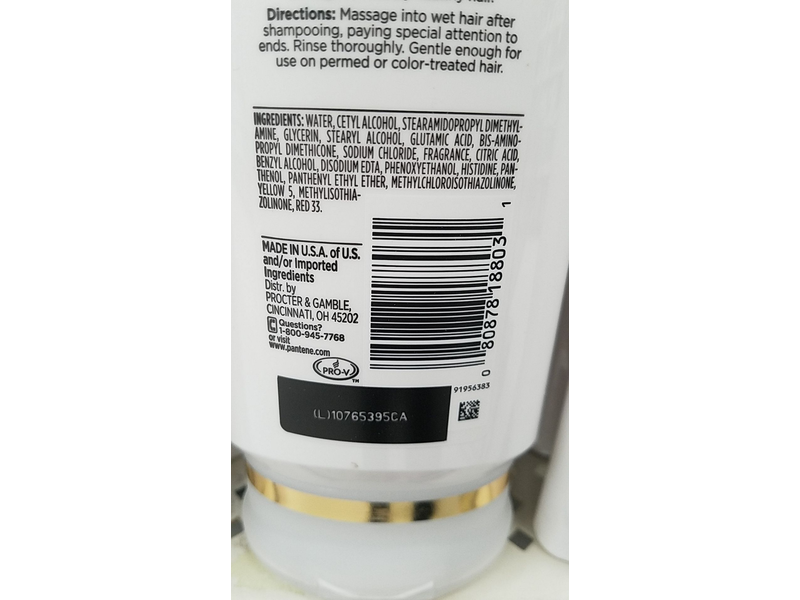 Directions: Massage into wet hair after
shampooing, paying special attention to
ends. Rinse thoroughly. Gentle enough for
use on permed or color-treated hair.
INGREDIENTS: WATER, CETYL ALCOHOL, STEARAMIDOPROPYL DIMETHYL-
AMINE, GLYCERIN, STEARYL ALCOHOL, GLUTAMIC ACID, BIS-AMINO-
PROPYL DIMETHICONE, SODIUM CHLORIDE, FRAGRANCE, CITRIC ACID,
BENZYL ALCOHOL, DISODIUM EDTA, PHENOXYETHANOL, HISTIDINE, PAN-
THENOL, PANTHENYL ETHYL ETHER, METHYLCHLOROISOTHIAZOLINONE,
YELLOW 5, METHYLISOTHIA-
ZOLINONE, RED 33.
MADE IN U.S.A. of U.S.
and/or Imported
Ingredients
Distr. by
PROCTER & GAMBLE,
CINCINNATI, OH 45202
Questions?
1-800-945-7768
or visit
www.pantene.com
PRO-V
TM
0 80878 18803 1
91956383
(L)10765395CA